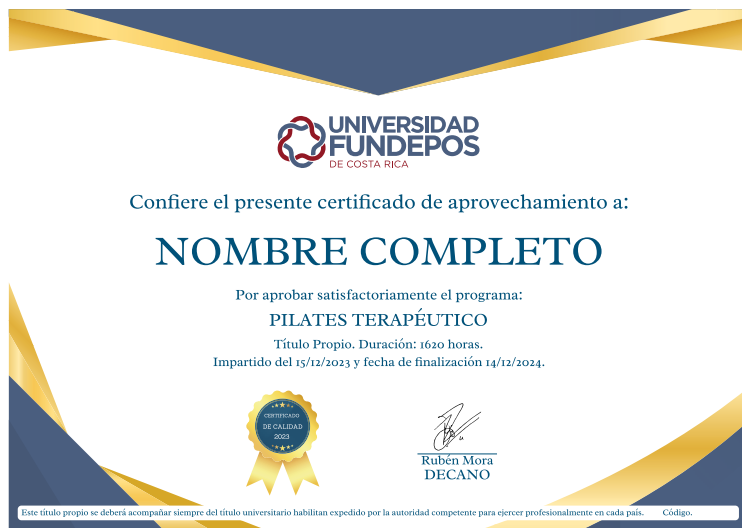 UNIVERSIDAD
FUNDEPOS
DE COSTA RICA
Confiere el presente certificado de aprovechamiento a:
NOMBRE COMPLETO
Por aprobar satisfactoriamente el programa:
PILATES TERAPÉUTICO
Título Propio. Duración: 1620 horas.
Impartido del 15/12/2023 y fecha de finalización 14/12/2024.
CERTIFICADO
DE CALIDAD
2023
Rubén Mora
DECANO
Este título propio se deberá acompañar siempre del título universitario habilitan expedido por la autoridad competente para ejercer profesionalmente en cada país. Código.